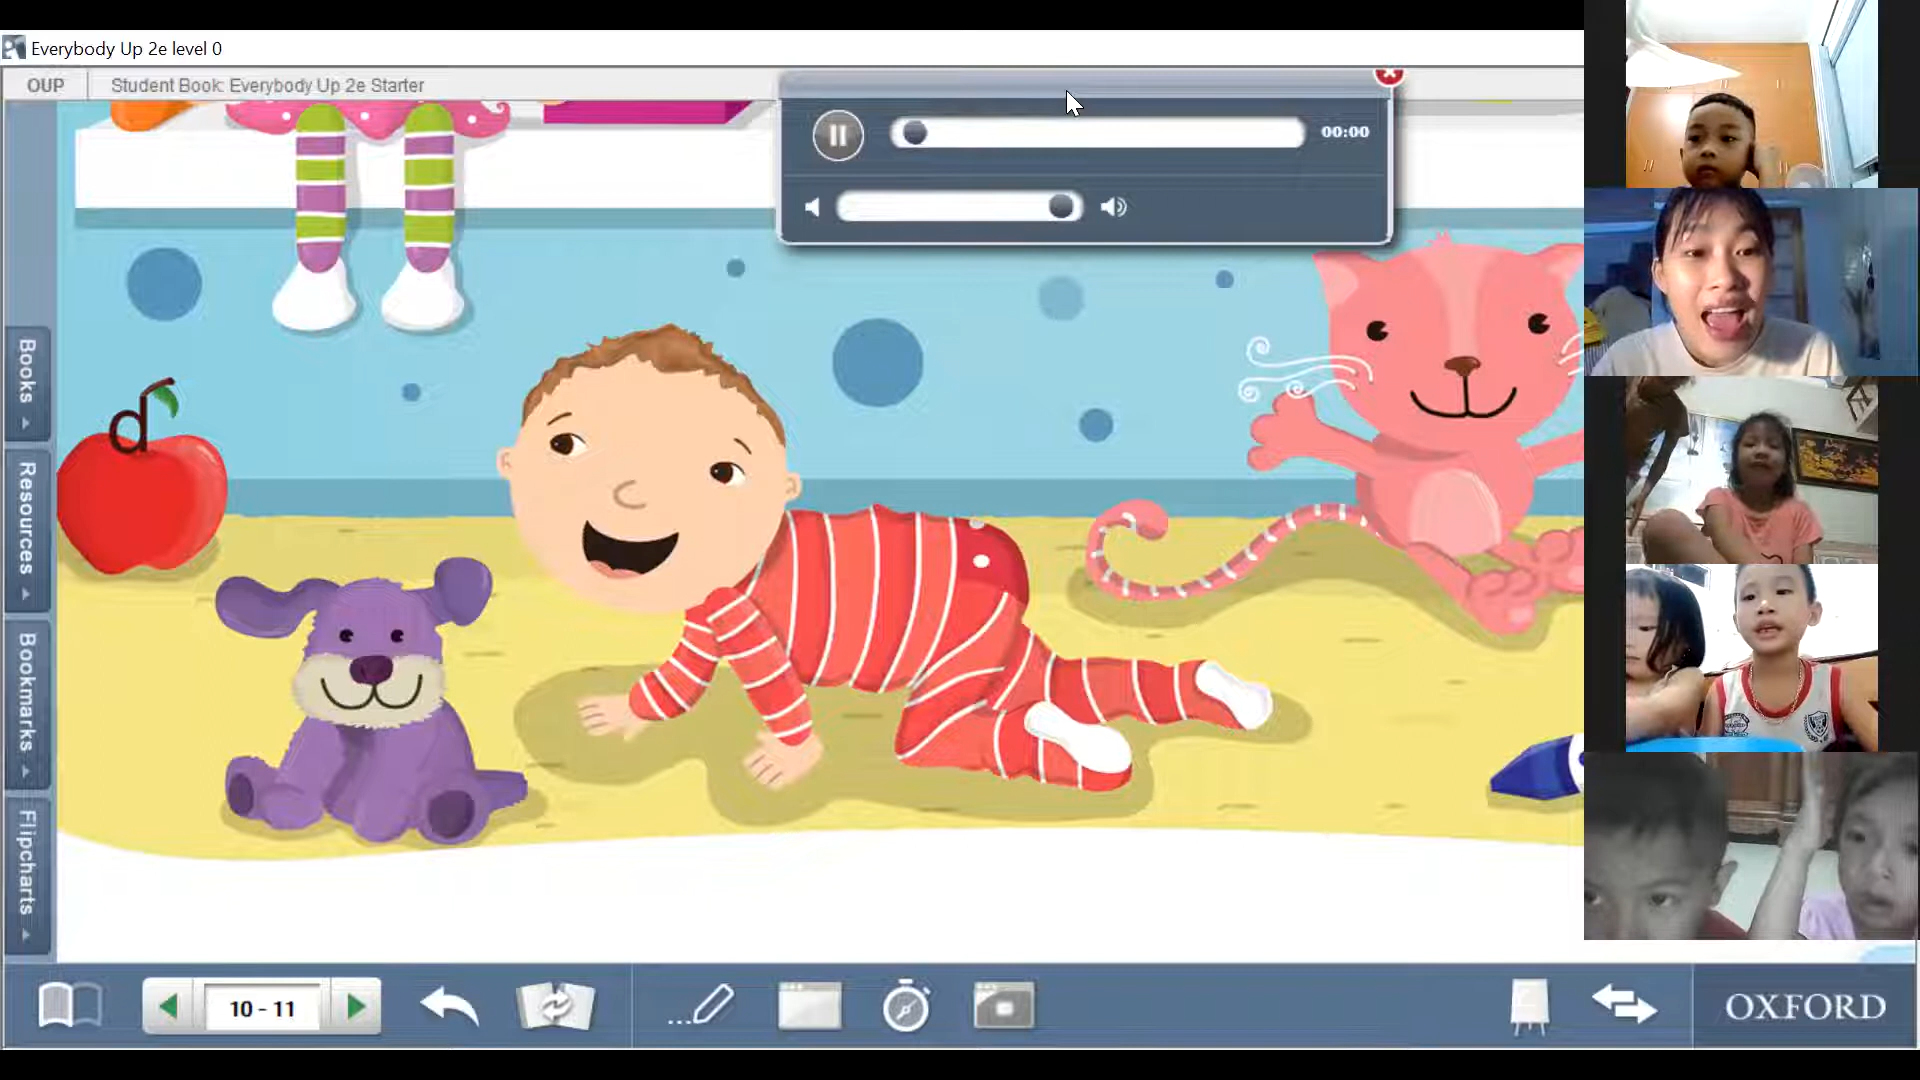 Everybody Up 2e level 0
OUP
Student Book: Everybody Up 2e Starter
00:00
d
Books
Resources
Bookmarks
Flipcharts
10 - 11
OXFORD